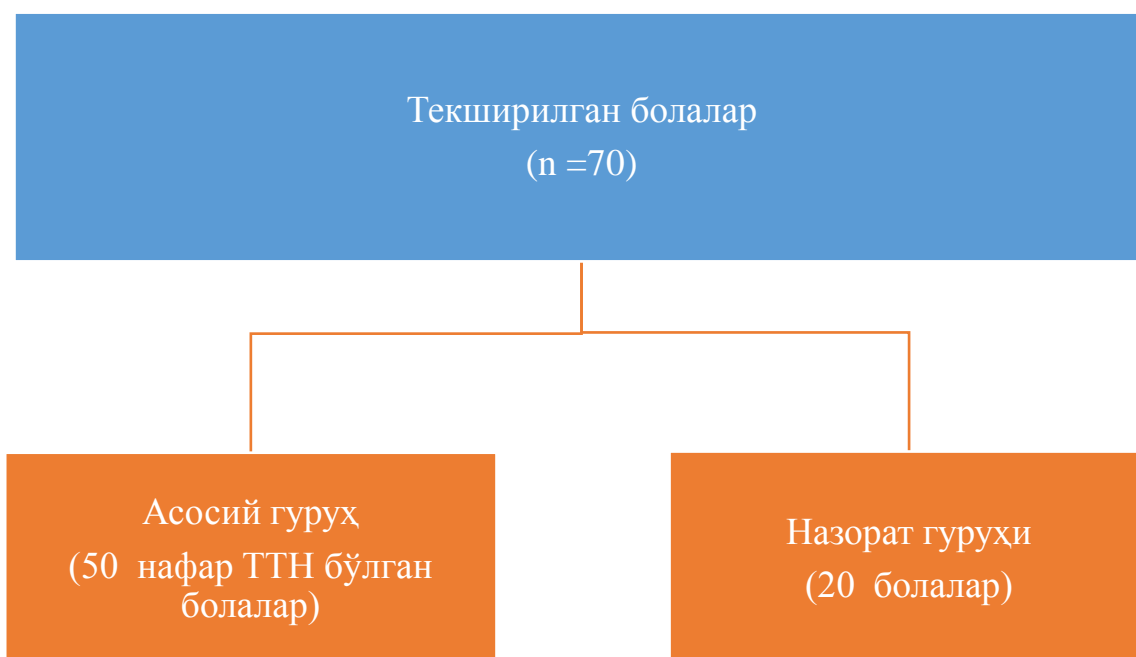 Текширилган болалар
(n =70)
Асосий гуруҳ
(50 нафар ТТН бўлган
болалар)
Назорат гуруҳи
(20 болалар)